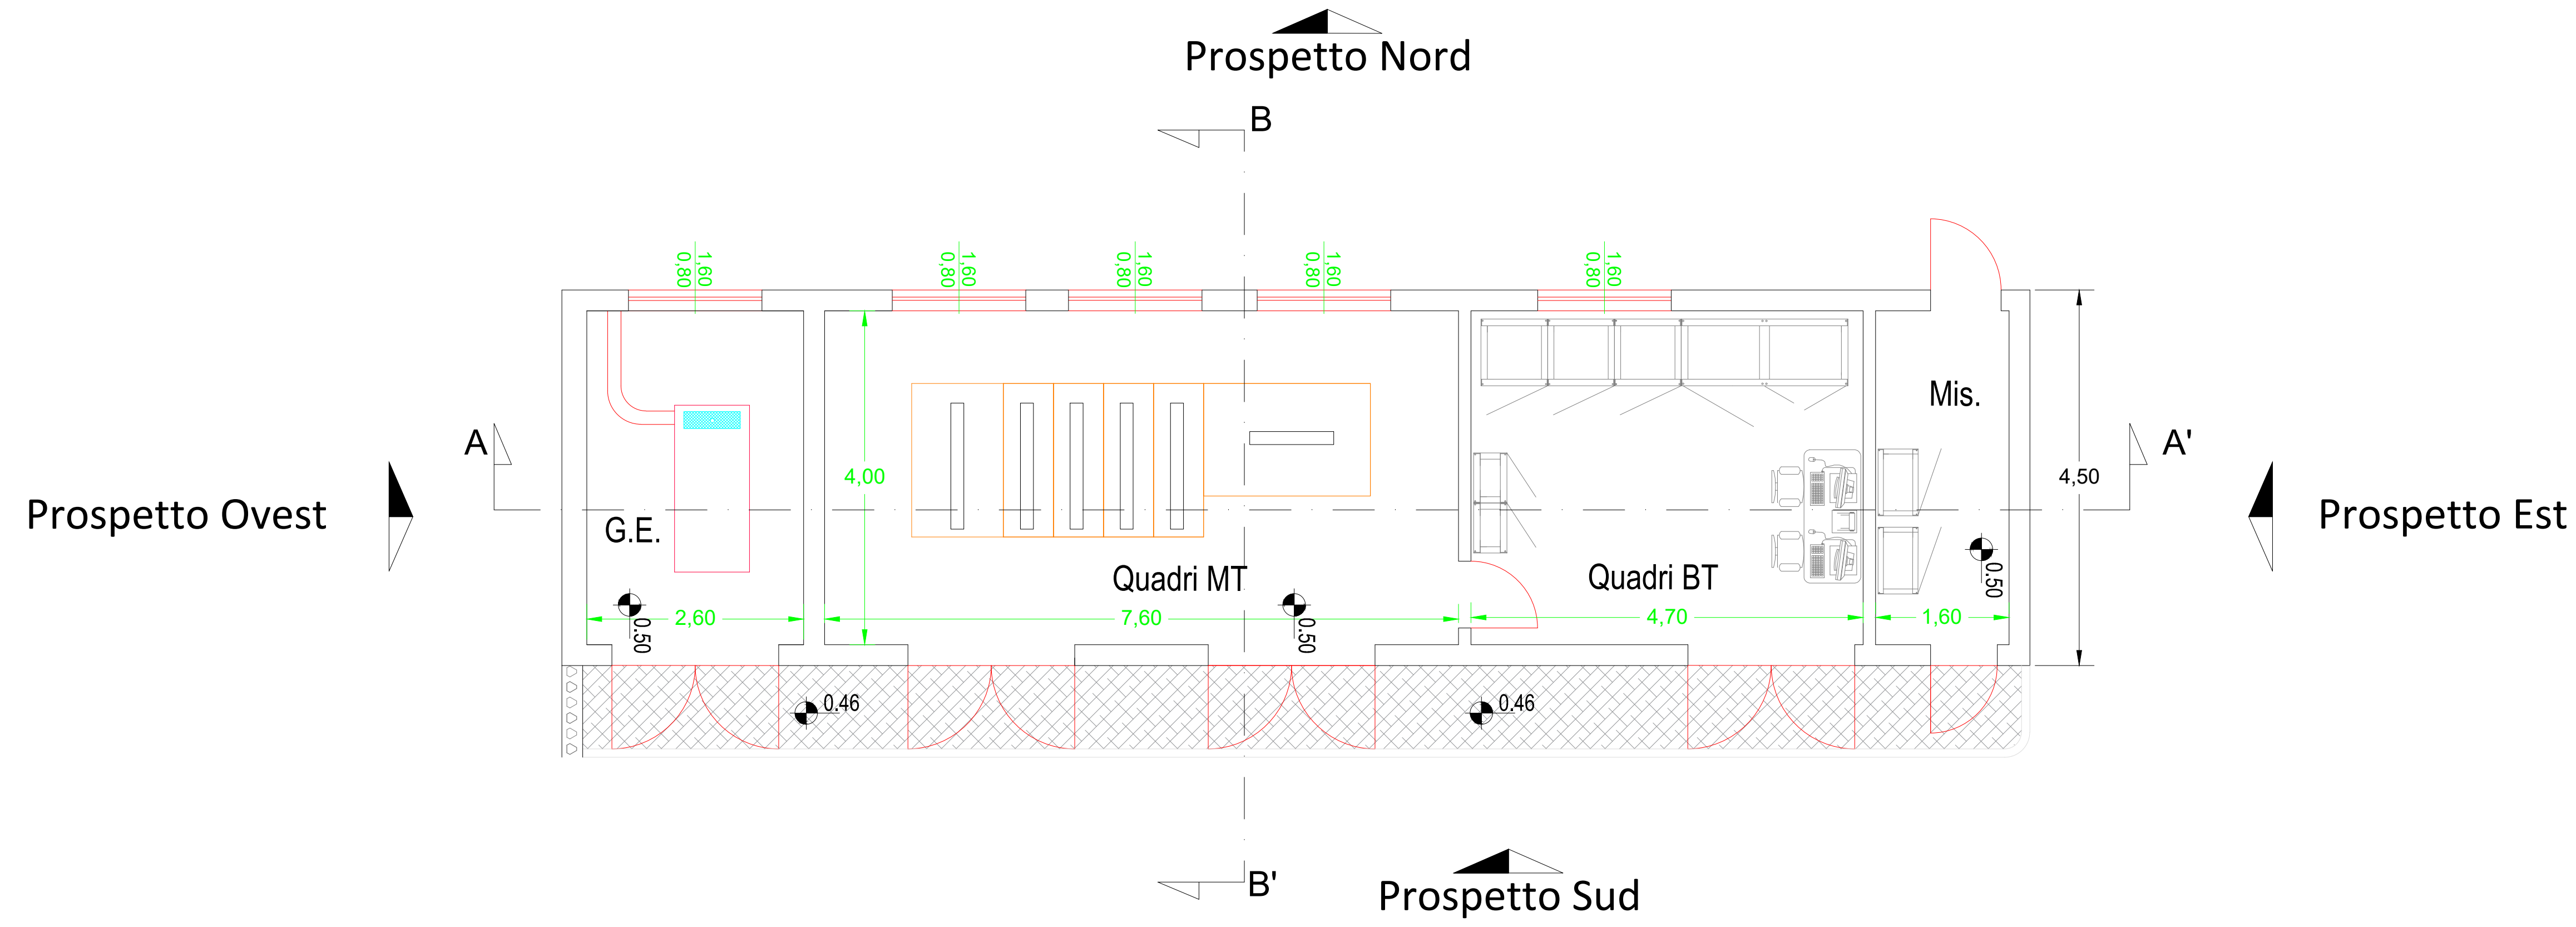 Prospetto Nord
B
1,60
0,80
1,60
0,80
1,60
0,80
1,60
0,80
1,60
0,80
Mis.
A
A'
4,00
4,50
Prospetto Ovest
G.E.
Prospetto Est
Quadri MT
Quadri BT
0.50
2,60
0.50
7,60
0.50
4,70
1,60
0.46
0.46
B'
Prospetto Sud